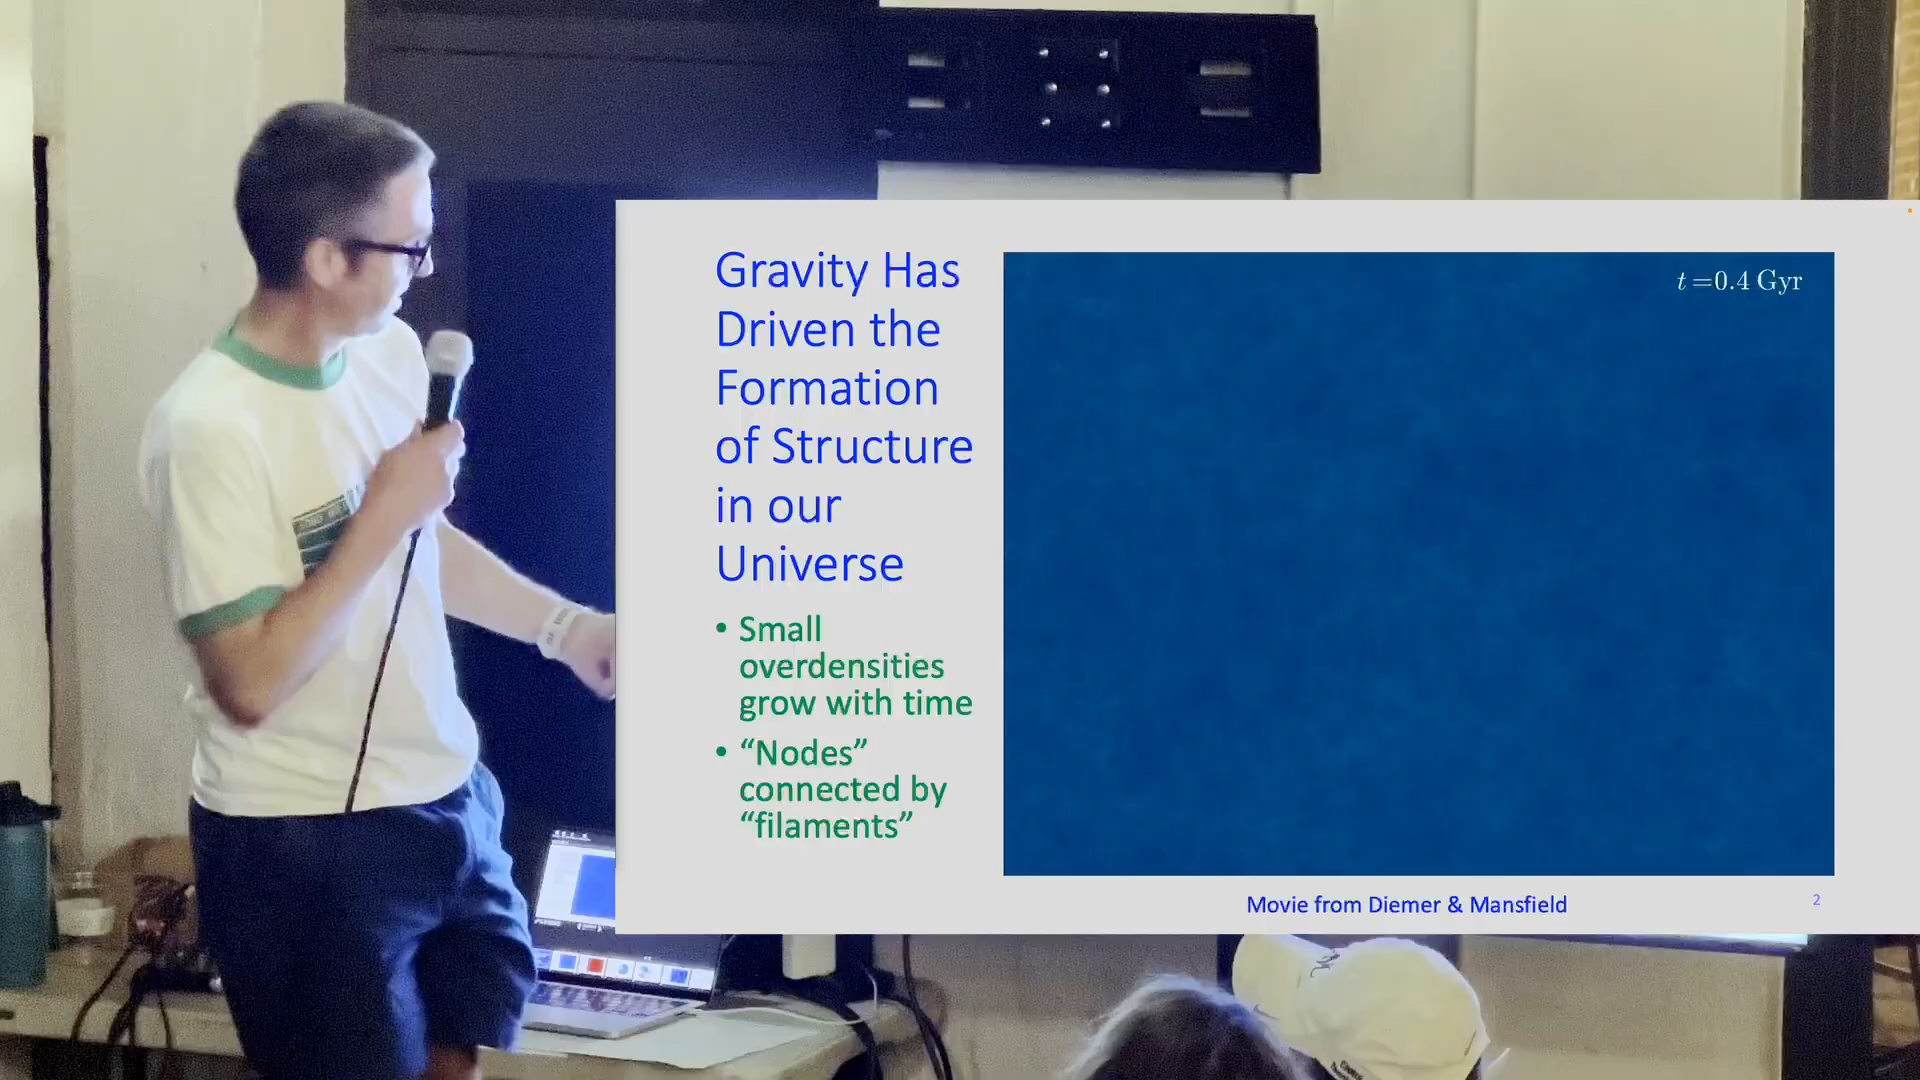 Gravity Has
Driven the
Formation
of Structure
in our
Universe
• Small
overdensities
grow with time
• “Nodes”
connected by
“filaments”
t=0.4 Gyr
Movie from Diemer & Mansfield
2